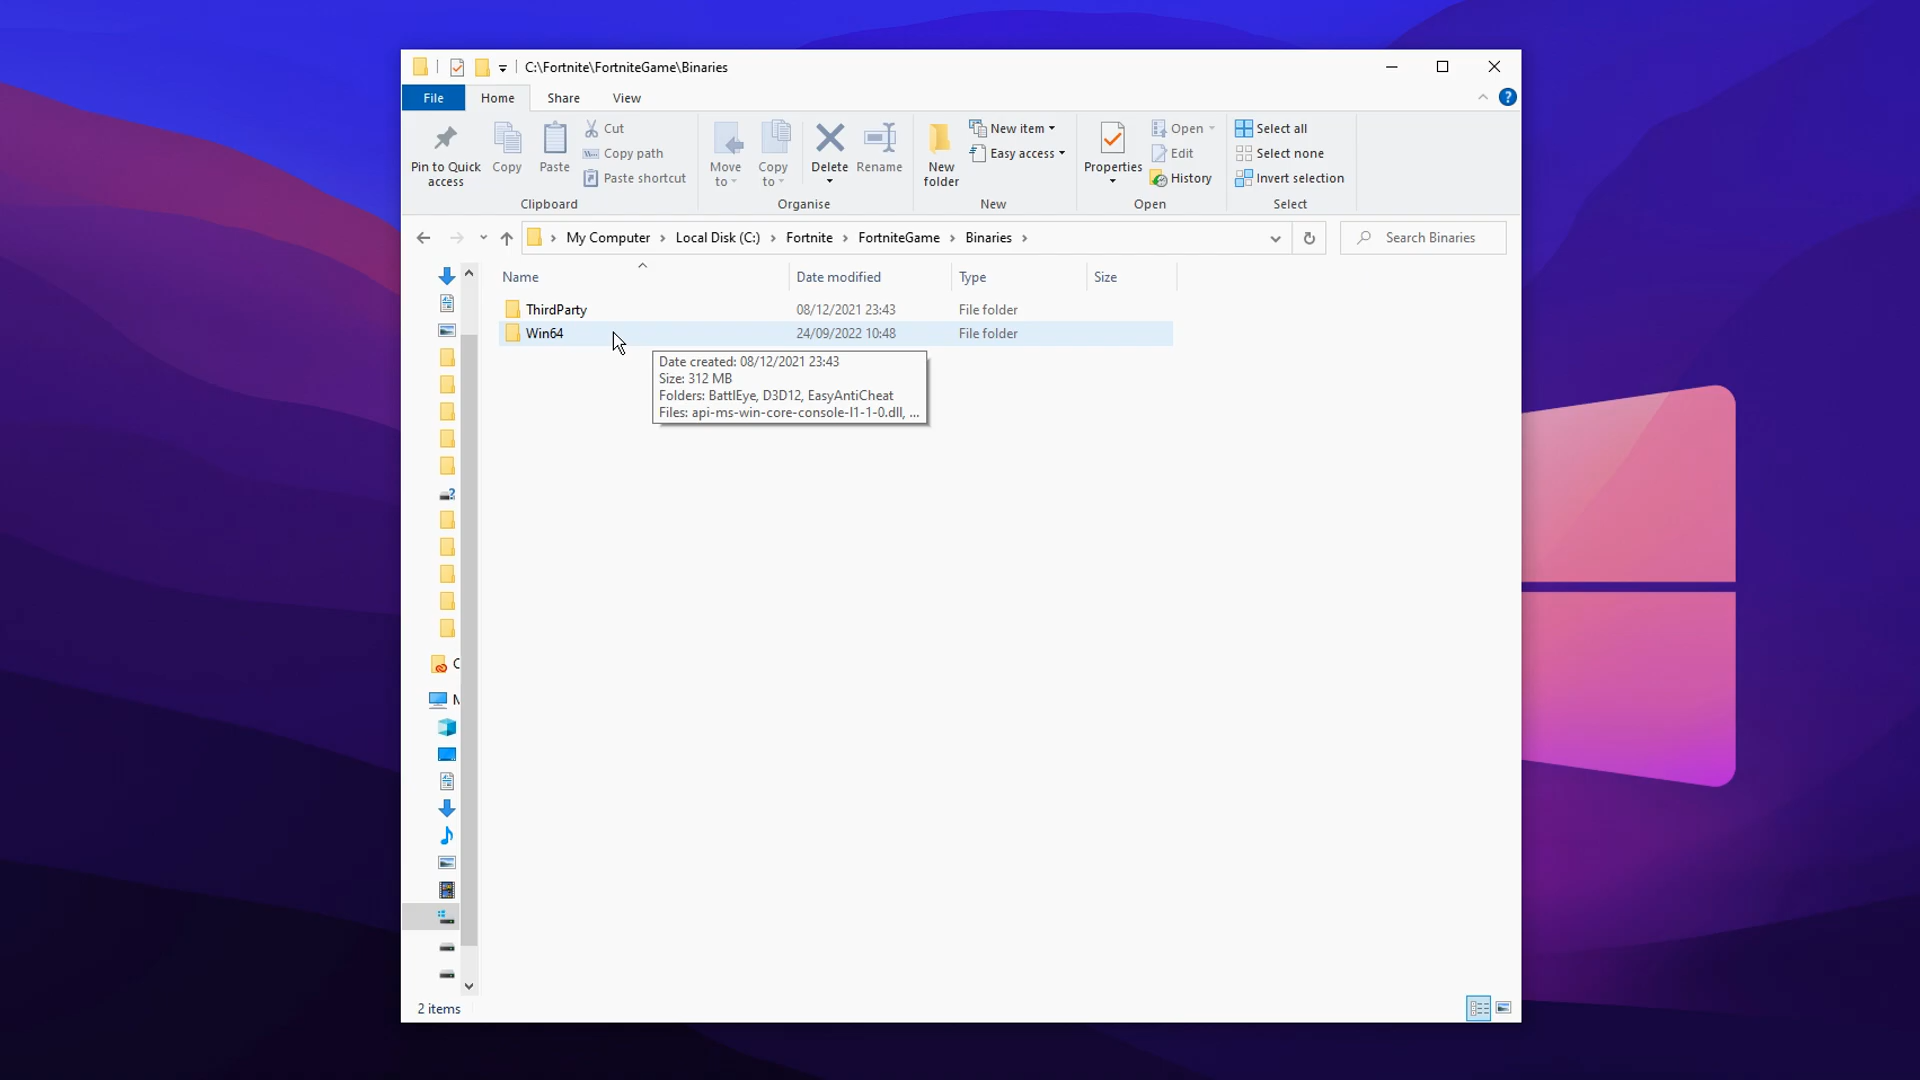 C:\Fortnite\FortniteGame\Binaries
File Home Share View
Pin to Quick access
Copy
Paste
Cut
Copy path
Paste shortcut
Clipboard
Move to
Copy to
Delete
Rename
Organise
New folder
New item
Easy access
New
Properties
Open
Edit
History
Open
Select all
Select none
Invert selection
Select
My Computer > Local Disk (C:) > Fortnite > FortniteGame > Binaries >
Search Binaries
Name Date modified Type Size
ThirdParty 08/12/2021 23:43 File folder
Win64 24/09/2022 10:48 File folder
Date created: 08/12/2021 23:43
Size: 312 MB
Folders: BattlEye, D3D12, EasyAntiCheat
Files: api-ms-win-core-console-l1-1-0.dll, ...
2 items